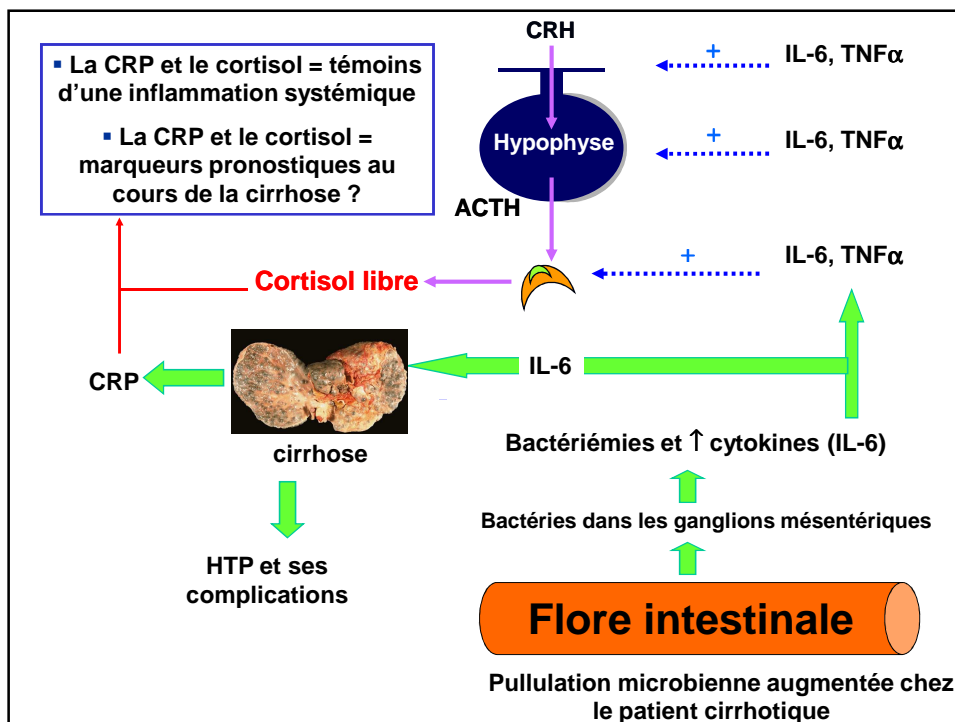 ▪ La CRP et le cortisol = témoins
d’une inflammation systémique
▪ La CRP et le cortisol =
marqueurs pronostiques au
cours de la cirrhose ?
CRH
+
IL-6, TNFα
Hypophyse
+
IL-6, TNFα
ACTH
+
IL-6, TNFα
Cortisol libre
IL-6
CRP
cirrhose
Bactériémies et ↑ cytokines (IL-6)
Bactéries dans les ganglions mésentériques
HTP et ses
complications
Flore intestinale
Pullulation microbienne augmentée chez
le patient cirrhotique